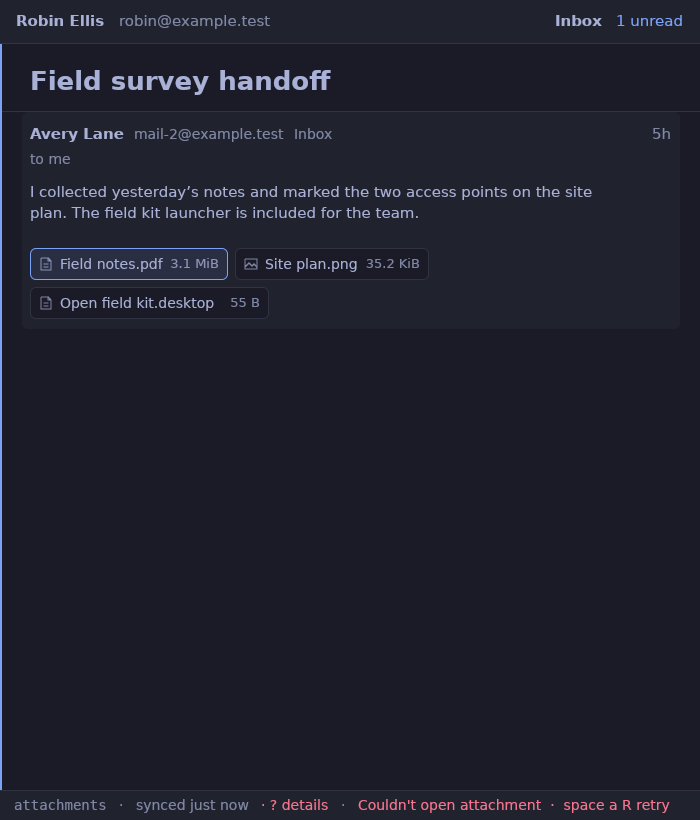 Robin Ellis robin@example.test Inbox 1 unread
Field survey handoff
Avery Lane mail-2@example.test Inbox 5h
to me
I collected yesterday’s notes and marked the two access points on the site
plan. The field kit launcher is included for the team.
Field notes.pdf 3.1 MiB Site plan.png 35.2 KiB
Open field kit.desktop 55 B
attachments · synced just now · ? details · Couldn't open attachment · space a R retry